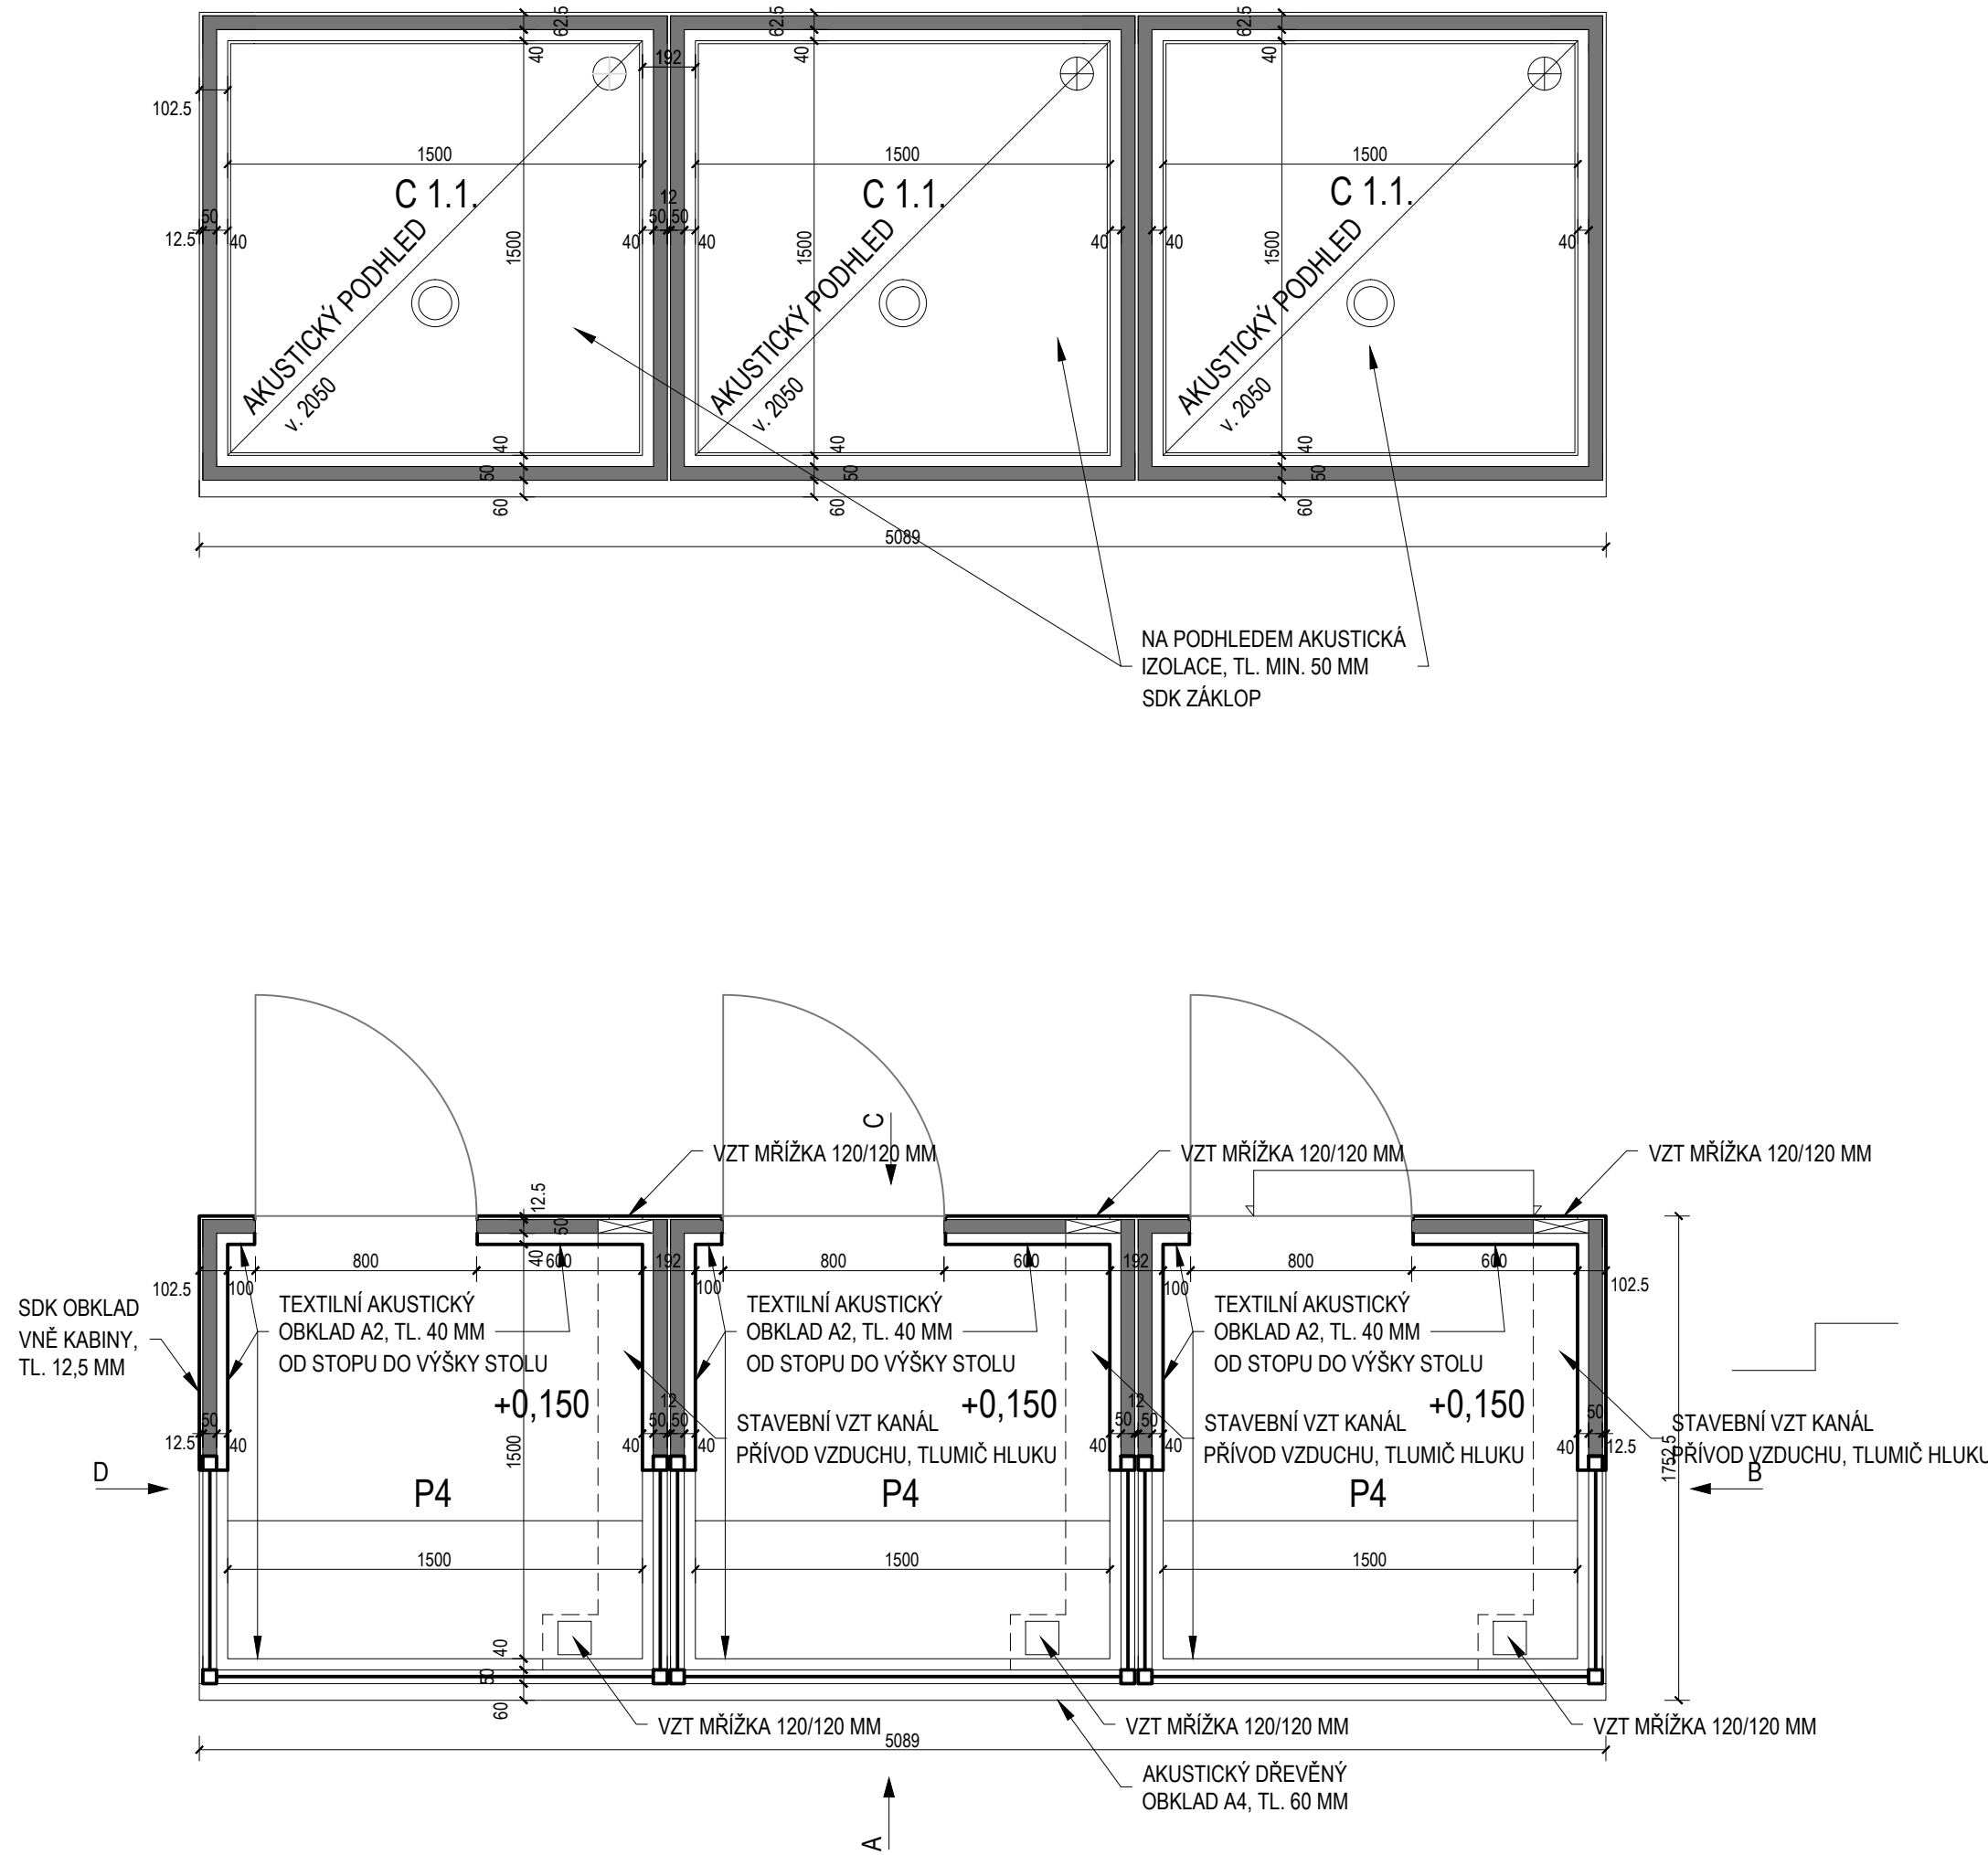 62.5
62.5
62.5
40
40
40
192
102.5
1500
1500
1500
C 1.1.
C 1.1.
C 1.1.
12
50
50
50
12.5
40
40
40
40
40
40
1500
1500
1500
AKUSTICKÝ PODHLED
v. 2050
AKUSTICKÝ PODHLED
v. 2050
AKUSTICKÝ PODHLED
v. 2050
40
40
40
50
50
50
60
60
60
5089
NA PODHLEDEM AKUSTICKÁ
IZOLACE, TL. MIN. 50 MM
SDK ZÁKLOP
C
VZT MŘÍŽKA 120/120 MM
VZT MŘÍŽKA 120/120 MM
VZT MŘÍŽKA 120/120 MM
12.5
50
40
800
600
192
800
600
192
800
600
102.5
100
100
100
102.5
SDK OBKLAD
VNĚ KABINY,
TL. 12,5 MM
TEXTILNÍ AKUSTICKÝ
OBKLAD A2, TL. 40 MM
OD STOPU DO VÝŠKY STOLU
TEXTILNÍ AKUSTICKÝ
OBKLAD A2, TL. 40 MM
OD STOPU DO VÝŠKY STOLU
TEXTILNÍ AKUSTICKÝ
OBKLAD A2, TL. 40 MM
OD STOPU DO VÝŠKY STOLU
+0,150
+0,150
+0,150
12
12
50
50
50
50
50
50
12.5
40
40
40
40
40
40
12.5
STAVEBNÍ VZT KANÁL
PŘÍVOD VZDUCHU, TLUMIČ HLUKU
STAVEBNÍ VZT KANÁL
PŘÍVOD VZDUCHU, TLUMIČ HLUKU
STAVEBNÍ VZT KANÁL
PŘÍVOD VZDUCHU, TLUMIČ HLUKU
1500
1752.5
D
B
P4
P4
P4
1500
1500
1500
40
50
60
VZT MŘÍŽKA 120/120 MM
VZT MŘÍŽKA 120/120 MM
VZT MŘÍŽKA 120/120 MM
5089
AKUSTICKÝ DŘEVĚNÝ
OBKLAD A4, TL. 60 MM
A